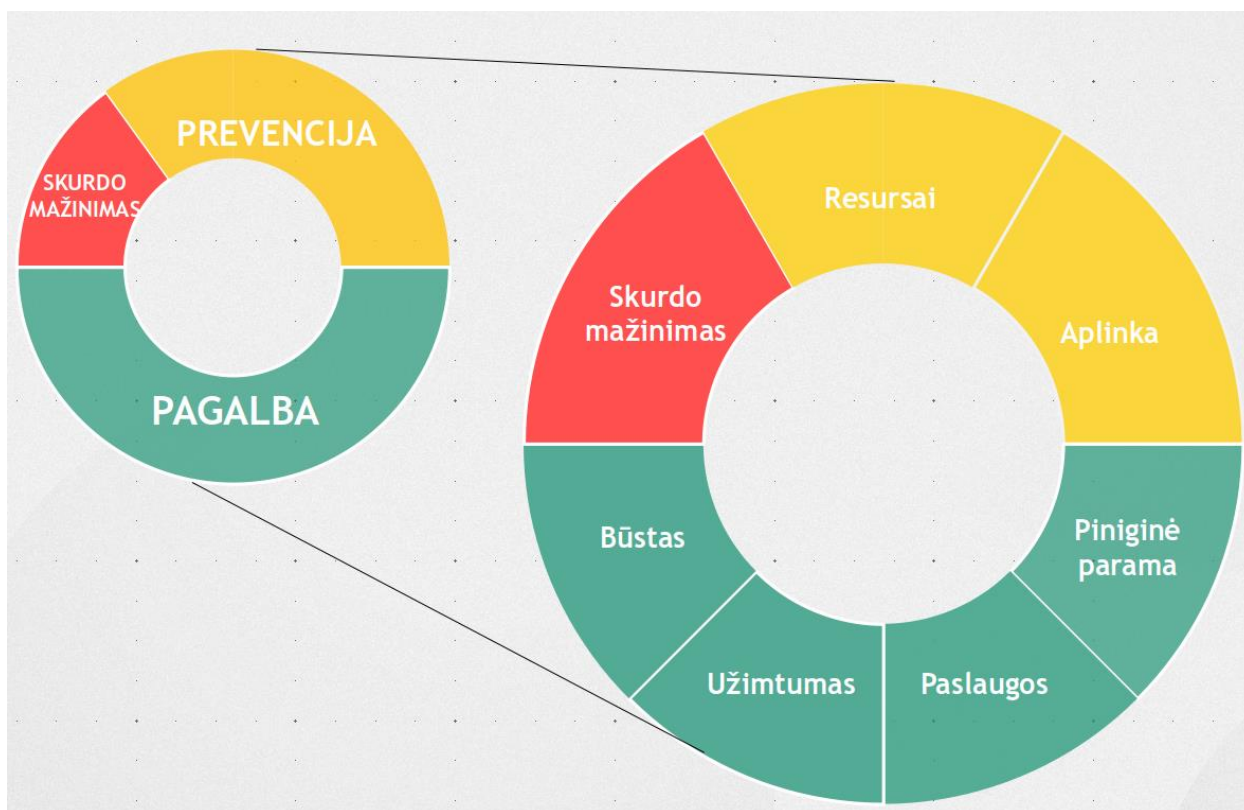 PREVENCIJA
SKURDO
MAŽINIMAS
PAGALBA
Resursai
Skurdo
mažinimas
Aplinka
Būstas
Piniginė
parama
Užimtumas
Paslaugos